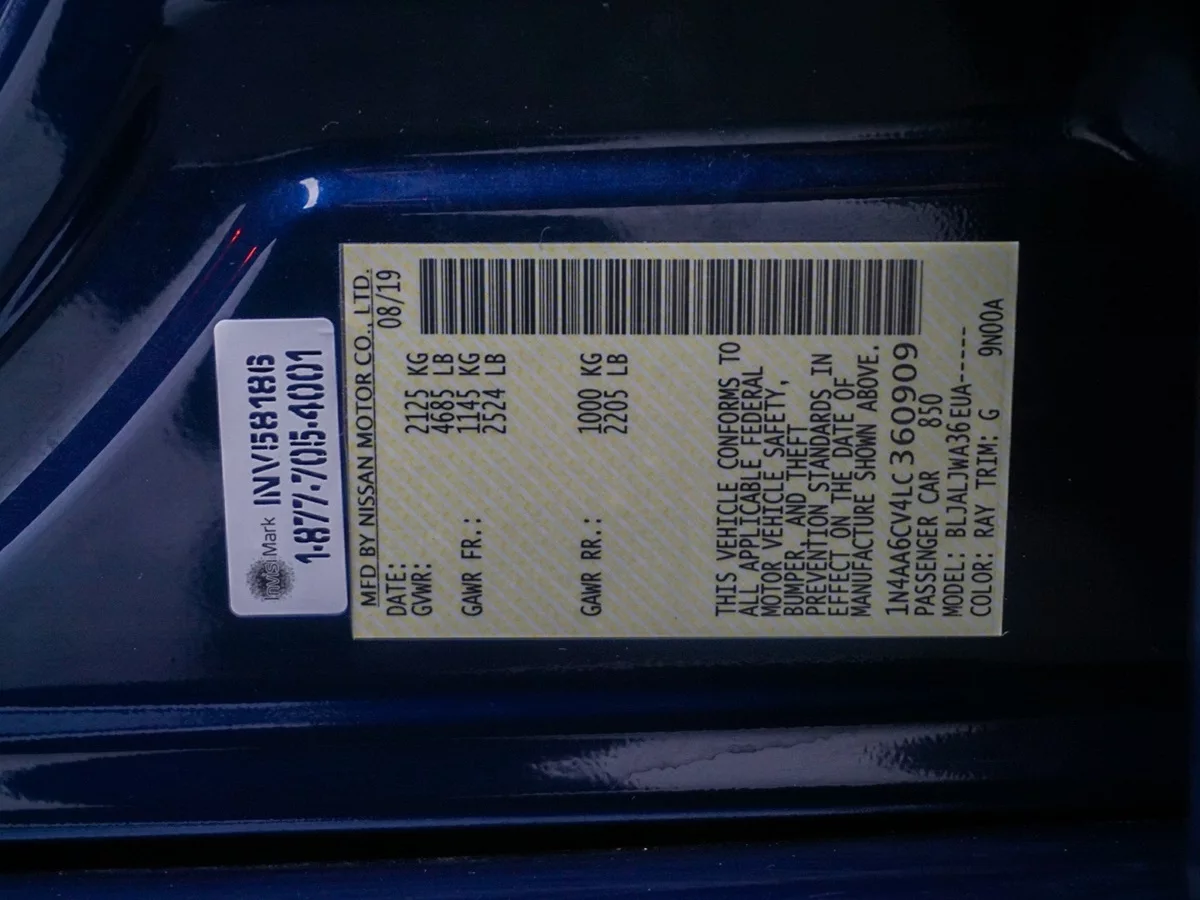 InvisiMark INV58186
1-877-705-4001
MFD BY NISSAN MOTOR CO., LTD.
DATE: 08/19
GVWR: 2125 KG
4685 LB
GAWR FR.: 1145 KG
2524 LB
GAWR RR.: 1000 KG
2205 LB
THIS VEHICLE CONFORMS TO
ALL APPLICABLE FEDERAL
MOTOR VEHICLE SAFETY,
BUMPER, AND THEFT
PREVENTION STANDARDS IN
EFFECT ON THE DATE OF
MANUFACTURE SHOWN ABOVE.
1N4AA6CV4LC360909
PASSENGER CAR 850
MODEL: BLJALJWA36EUA-----
COLOR: RAY TRIM: G 9N00A